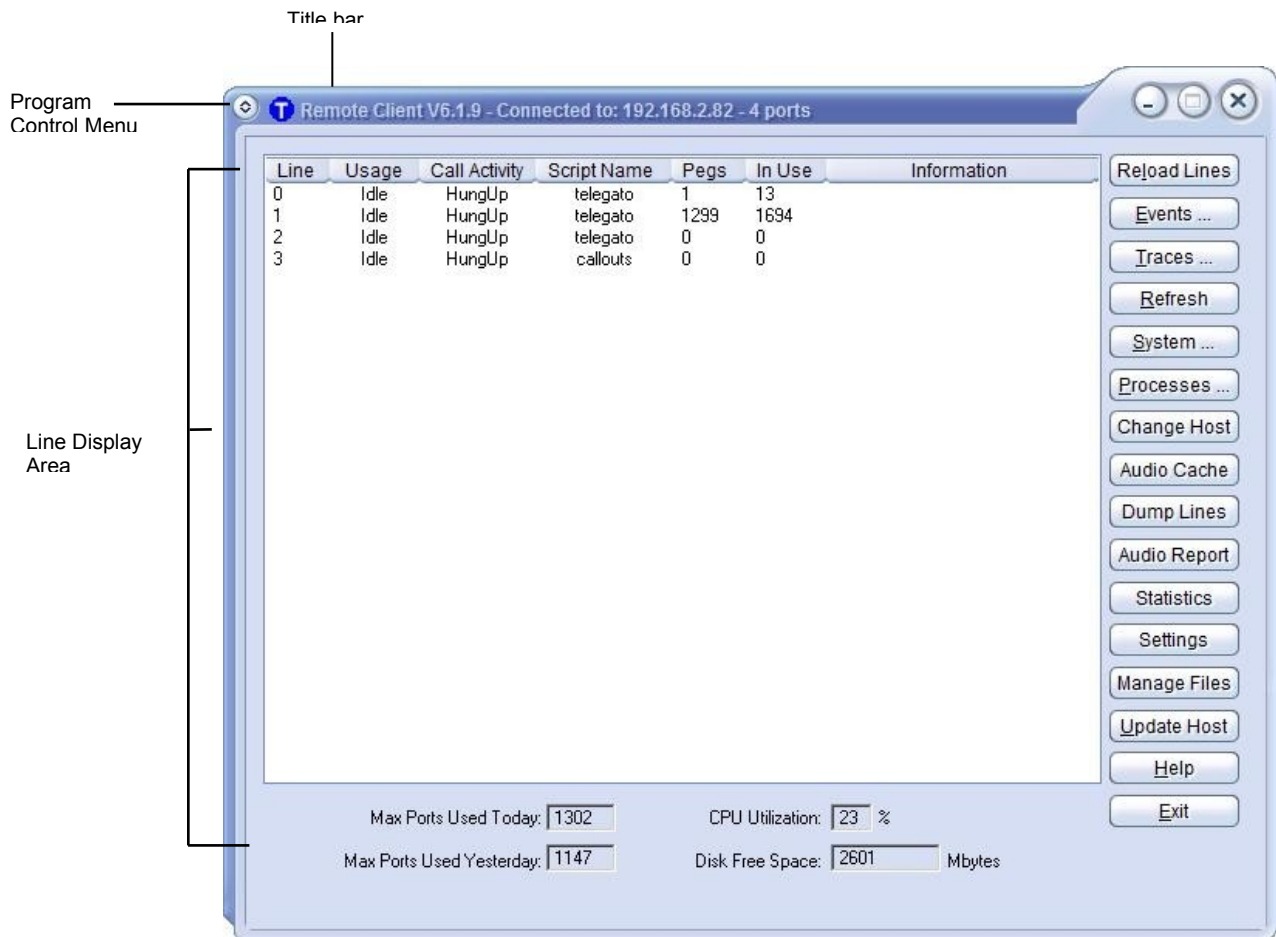 Title bar
Program
Control Menu
Remote Client V6.1.9 - Connected to: 192.168.2.82 - 4 ports
Line Usage Call Activity Script Name Pegs In Use Information
0 Idle HungUp telegato 1 13
1 Idle HungUp telegato 1299 1694
2 Idle HungUp telegato 0 0
3 Idle HungUp callouts 0 0
Line Display
Area
Reload Lines
Events ...
Traces ...
Refresh
System ...
Processes ...
Change Host
Audio Cache
Dump Lines
Audio Report
Statistics
Settings
Manage Files
Update Host
Help
Exit
Max Ports Used Today: 1302 CPU Utilization: 23 %
Max Ports Used Yesterday: 1147 Disk Free Space: 2601 Mbytes